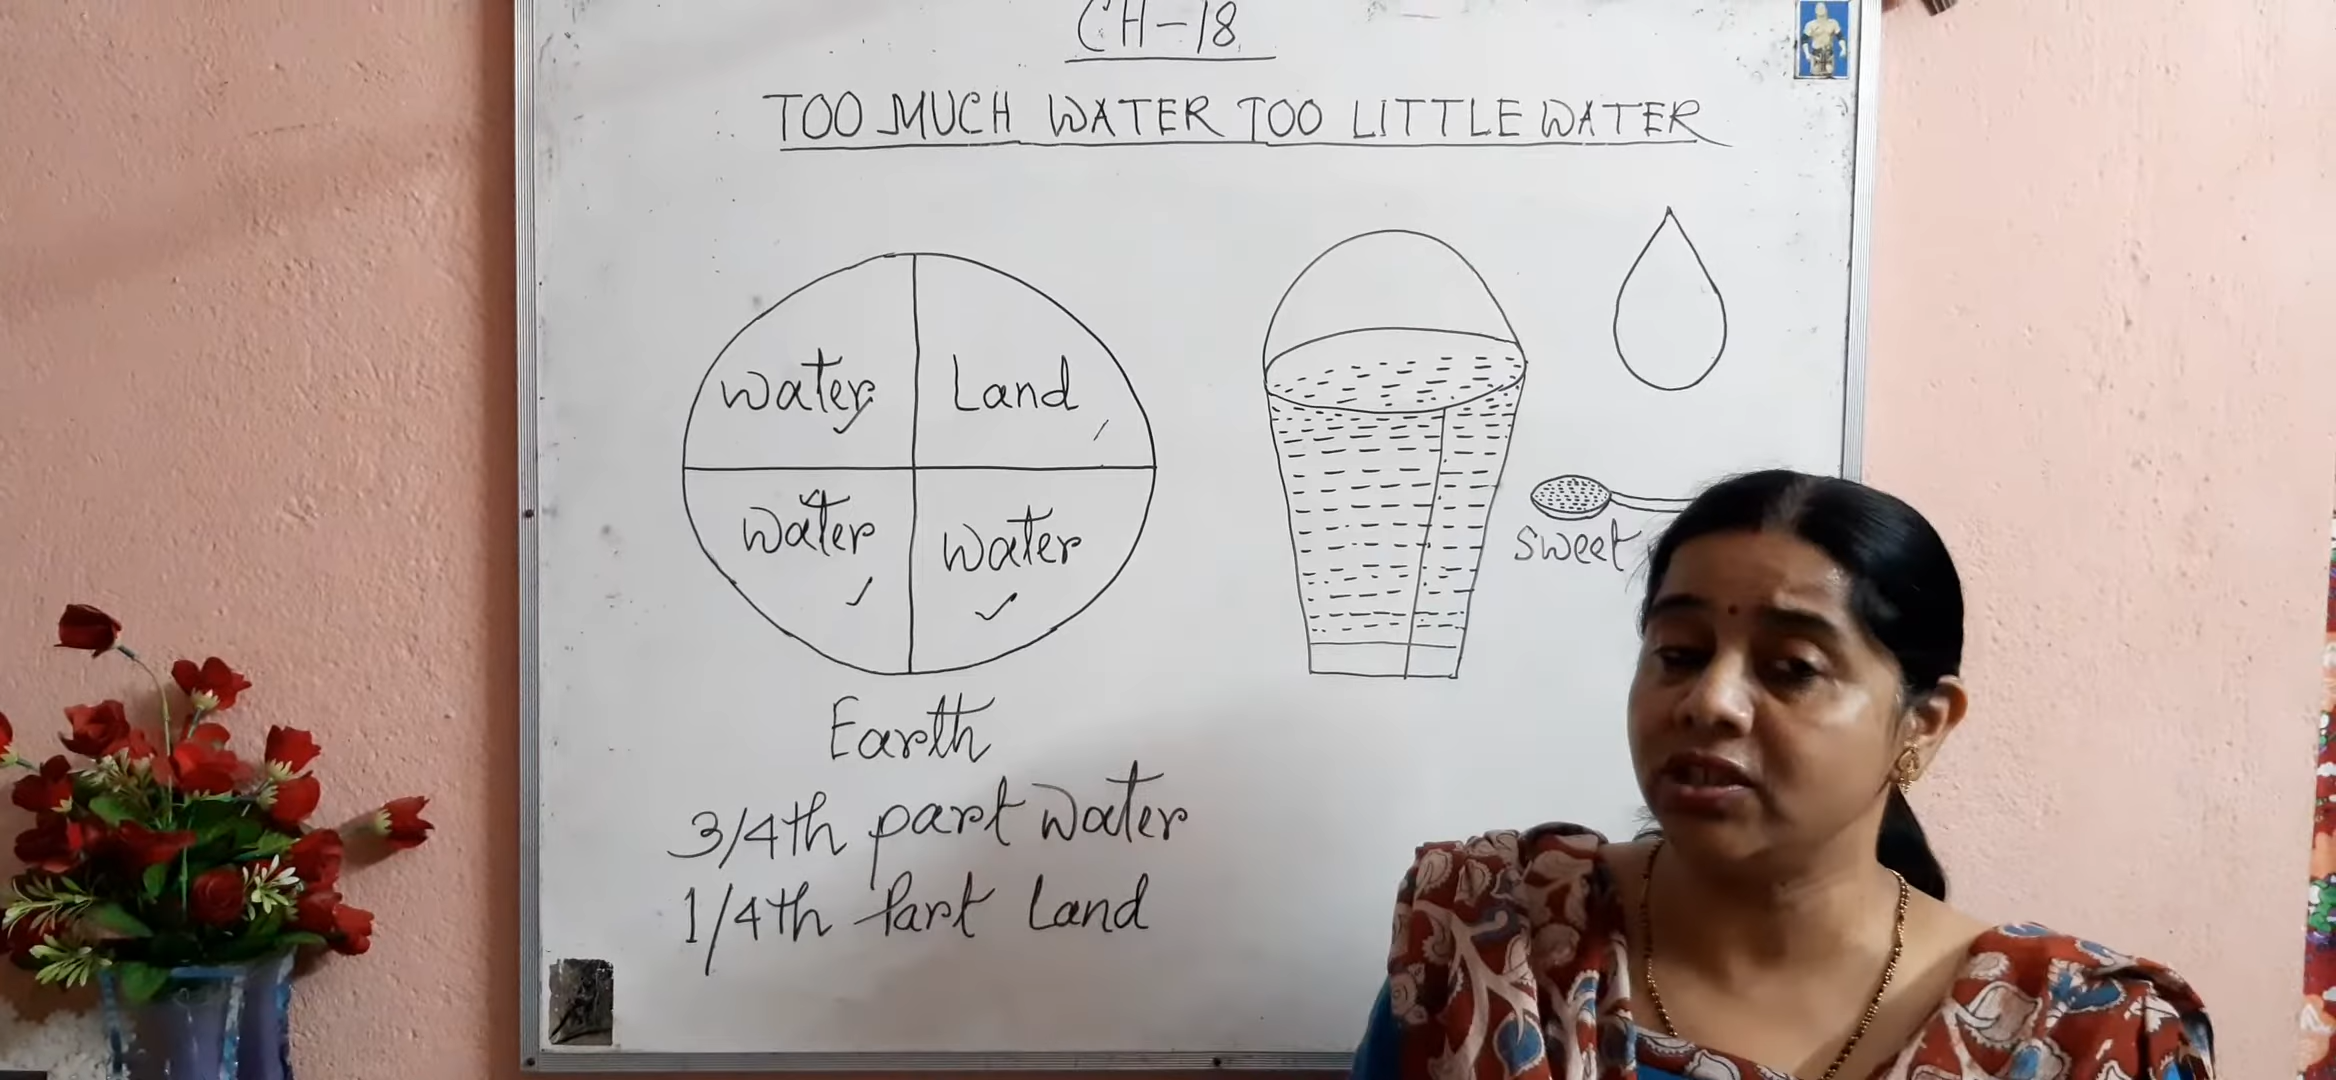 CH-18
TOO MUCH WATER TOO LITTLE WATER
water Land
water water
sweet
Earth
3/4th part water
1/4th Part Land